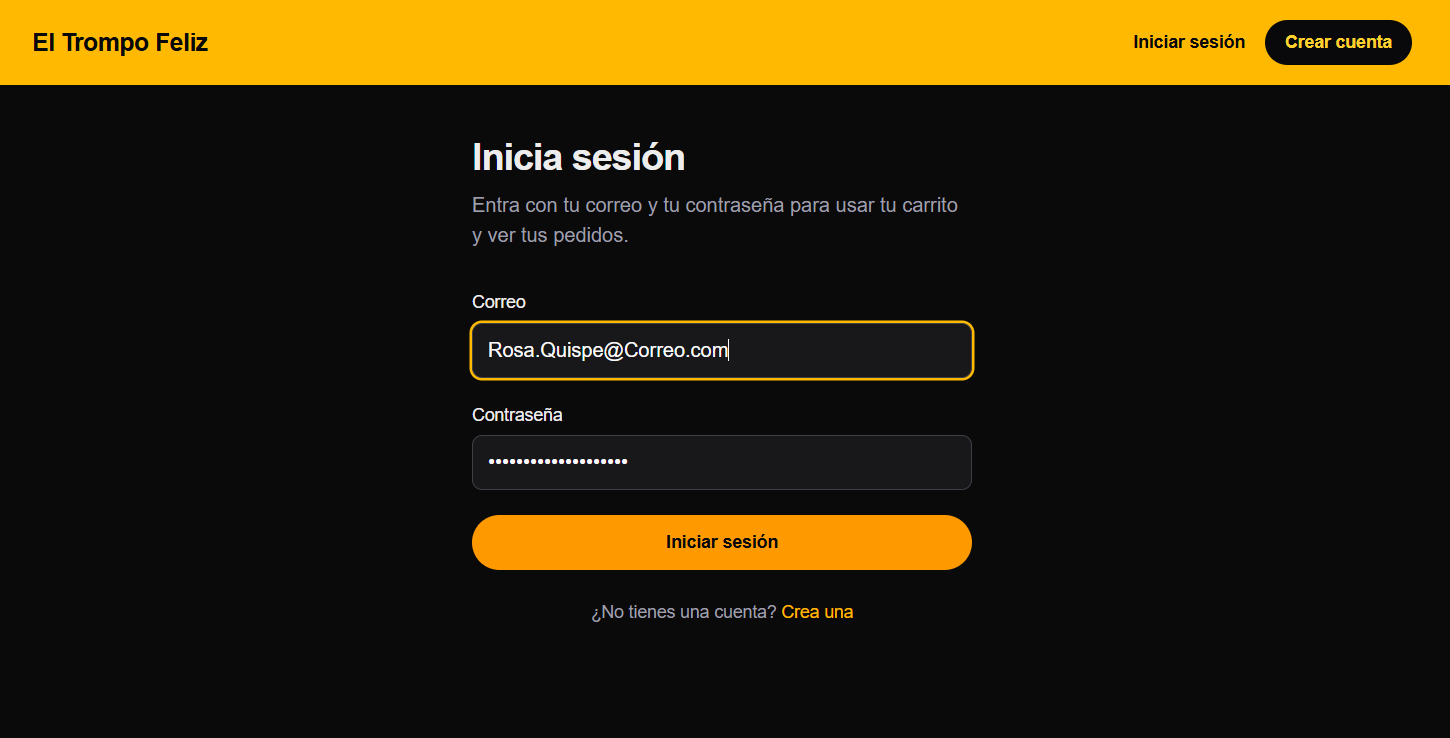 El Trompo Feliz
Iniciar sesión
Crear cuenta
Inicia sesión
Entra con tu correo y tu contraseña para usar tu carrito
y ver tus pedidos.
Correo
Rosa.Quispe@Correo.com
Contraseña
••••••••••••••••••••
Iniciar sesión
¿No tienes una cuenta? Crea una